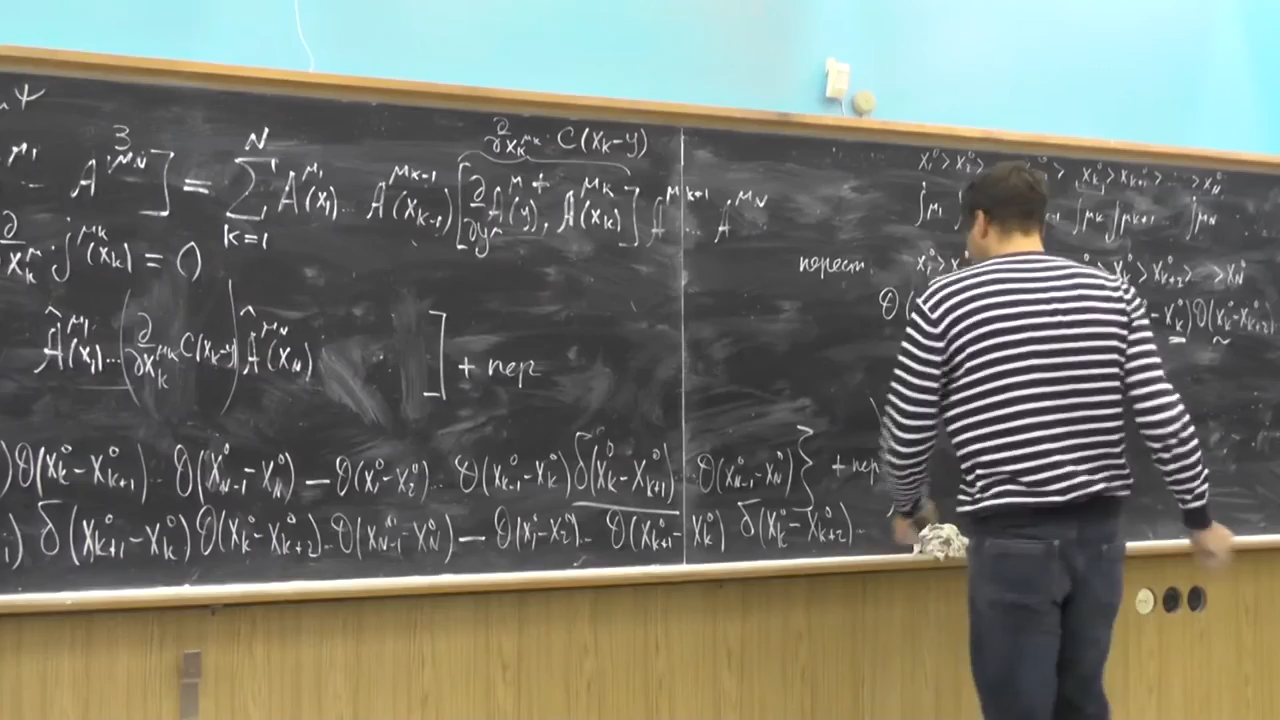 μψ
∂/∂x_k^{μ_k} C(x_k-y)
μ_1 ... A^{μ_N}] = Σ_{k=1}^{N} A^{μ_1}(x_1)... A^{μ_{k-1}}(x_{k-1}) [∂/∂y^μ A^μ(y), A^{μ_k}(x_k)] A^{μ_{k+1}}... A^{μ_N}
∂/∂x_k^μ j^{μ_k}(x_k) = 0
Â^{μ_1}(x_1)...(∂/∂x_k^{μ_k} C(x_k-y)) Â^{μ_N}(x_N) ] + пер
)θ(x_k^0-x_{k+1}^0)... θ(x_{N-1}^0-x_N^0) - θ(x_1^0-x_2^0)... θ(x_{k-1}^0-x_k^0) δ(x_k^0-x_{k+1}^0)... θ(x_{N-1}^0-x_N^0)} + пер
) δ(x_{k+1}^0-x_k^0) θ(x_k^0-x_{k+2}^0)... θ(x_{N-1}^0-x_N^0) - θ(x_1^0-x_2^0)... θ(x_{k+1}^0-x_k^0) δ(x_k^0-x_{k+2}^0)...
x_1^0 > x_2^0 > x_k^0 > x_{k+1}^0 > ... > x_N^0
j^{μ_1} j^{μ_k} j^{μ_{k+1}} j^{μ_N}
перест. x_1^0 > x > x_k^0 > x_{k+2}^0 > ... > x_N^0
θ( -x_k^0) θ(x_k^0-x_{k+2}^0)